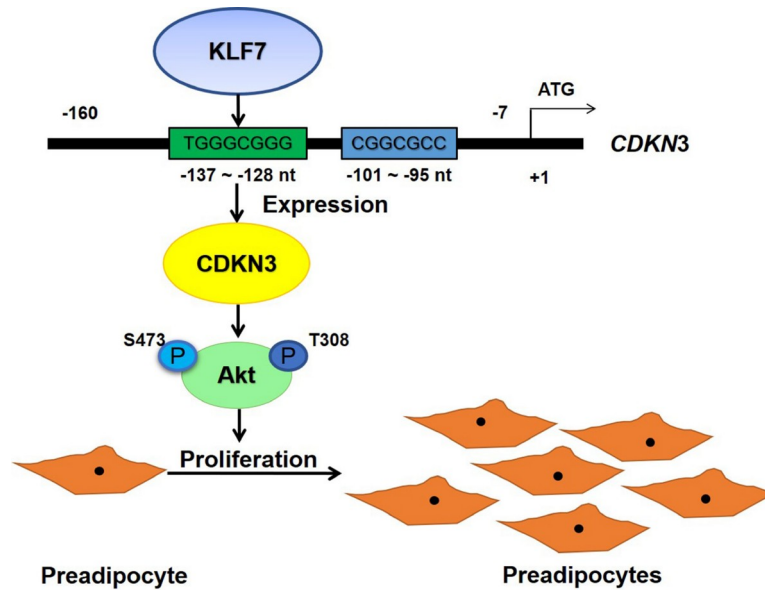 KLF7
ATG
-160
-7
TGGGCGGG
CGGCGCC
CDKN3
-137 ~ -128 nt
-101 ~ -95 nt
+1
Expression
CDKN3
S473
T308
P
P
Akt
Proliferation
Preadipocyte
Preadipocytes